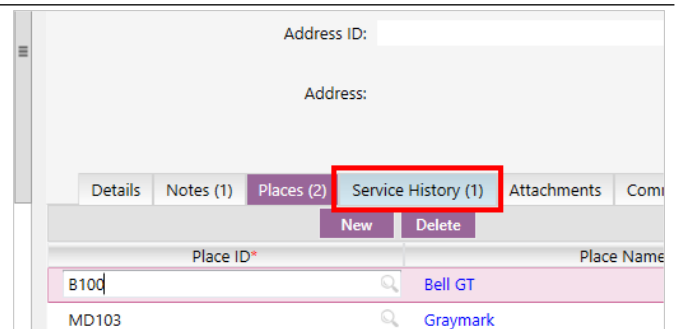 Address ID:
Address:
Details Notes (1) Places (2) Service History (1) Attachments
New Delete
Place ID* Place Name
B100 Bell GT
MD103 Graymark